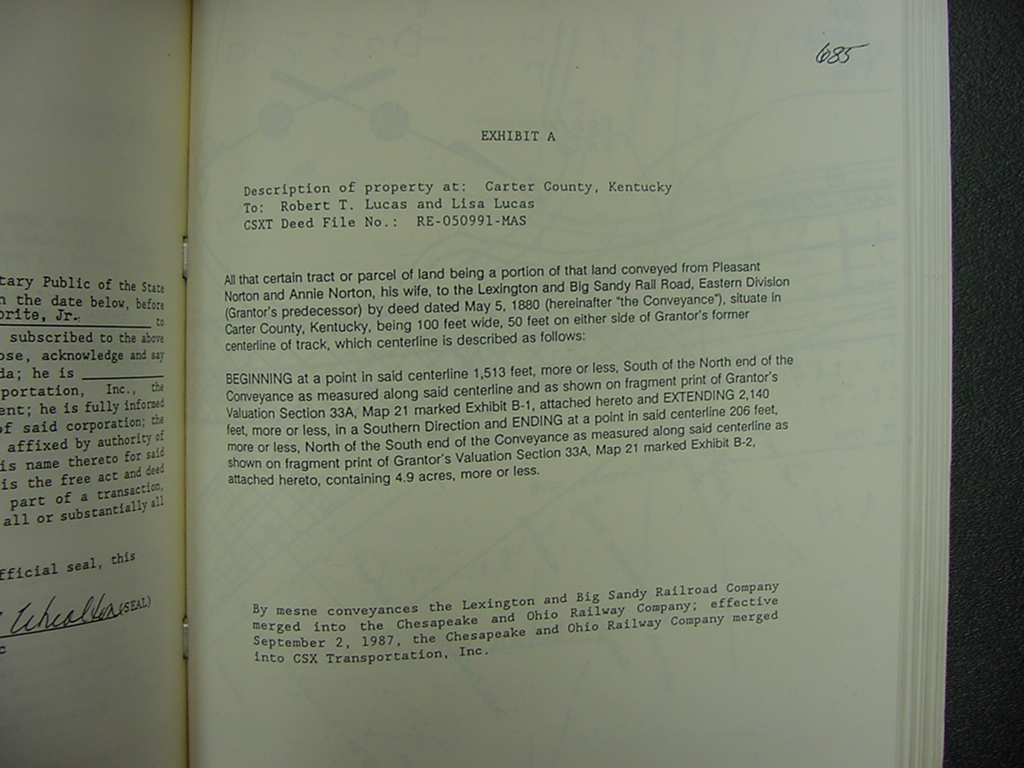 685
EXHIBIT A
Description of property at: Carter County, Kentucky
To: Robert T. Lucas and Lisa Lucas
CSXT Deed File No.: RE-050991-MAS
All that certain tract or parcel of land being a portion of that land conveyed from Pleasant
Norton and Annie Norton, his wife, to the Lexington and Big Sandy Rail Road, Eastern Division
(Grantor's predecessor) by deed dated May 5, 1880 (hereinafter "the Conveyance"), situate in
Carter County, Kentucky, being 100 feet wide, 50 feet on either side of Grantor's former
centerline of track, which centerline is described as follows:
BEGINNING at a point in said centerline 1,513 feet, more or less, South of the North end of the
Conveyance as measured along said centerline and as shown on fragment print of Grantor's
Valuation Section 33A, Map 21 marked Exhibit B-1, attached hereto and EXTENDING 2,140
feet, more or less, in a Southern Direction and ENDING at a point in said centerline 206 feet,
more or less, North of the South end of the Conveyance as measured along said centerline as
shown on fragment print of Grantor's Valuation Section 33A, Map 21 marked Exhibit B-2,
attached hereto, containing 4.9 acres, more or less.
By mesne conveyances the Lexington and Big Sandy Railroad Company
merged into the Chesapeake and Ohio Railway Company; effective
September 2, 1987, the Chesapeake and Ohio Railway Company merged
into CSX Transportation, Inc.
tary Public of the State
n the date below, before
orite, Jr. to
subscribed to the above
ose, acknowledge and say
da; he is
portation, Inc., the
ent; he is fully informed
of said corporation; the
affixed by authority of
is name thereto for said
is the free act and deed
part of a transaction,
all or substantially all
fficial seal, this
(SEAL)
c